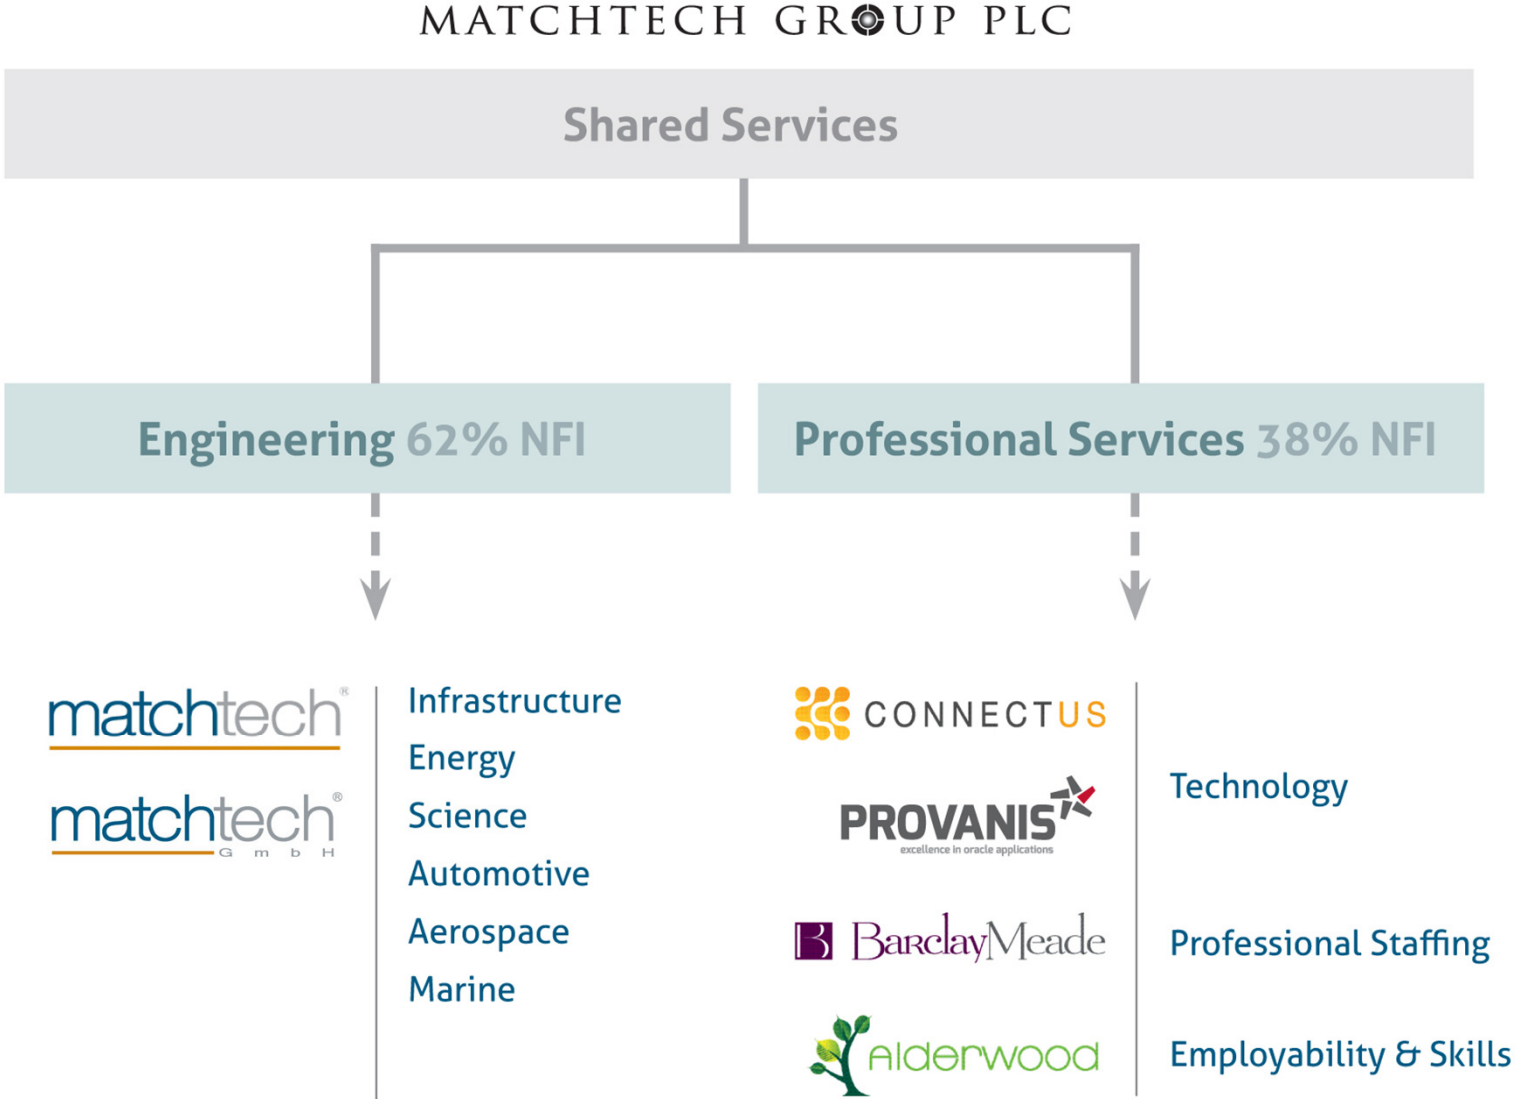 MATCHTECH GROUP PLC
Shared Services
Engineering 62% NFI
Professional Services 38% NFI
matchtech®
matchtech®
GmbH
Infrastructure
Energy
Science
Automotive
Aerospace
Marine
CONNECTUS
PROVANIS
excellence in oracle applications
Technology
B BarclayMeade
Professional Staffing
Alderwood
Employability & Skills